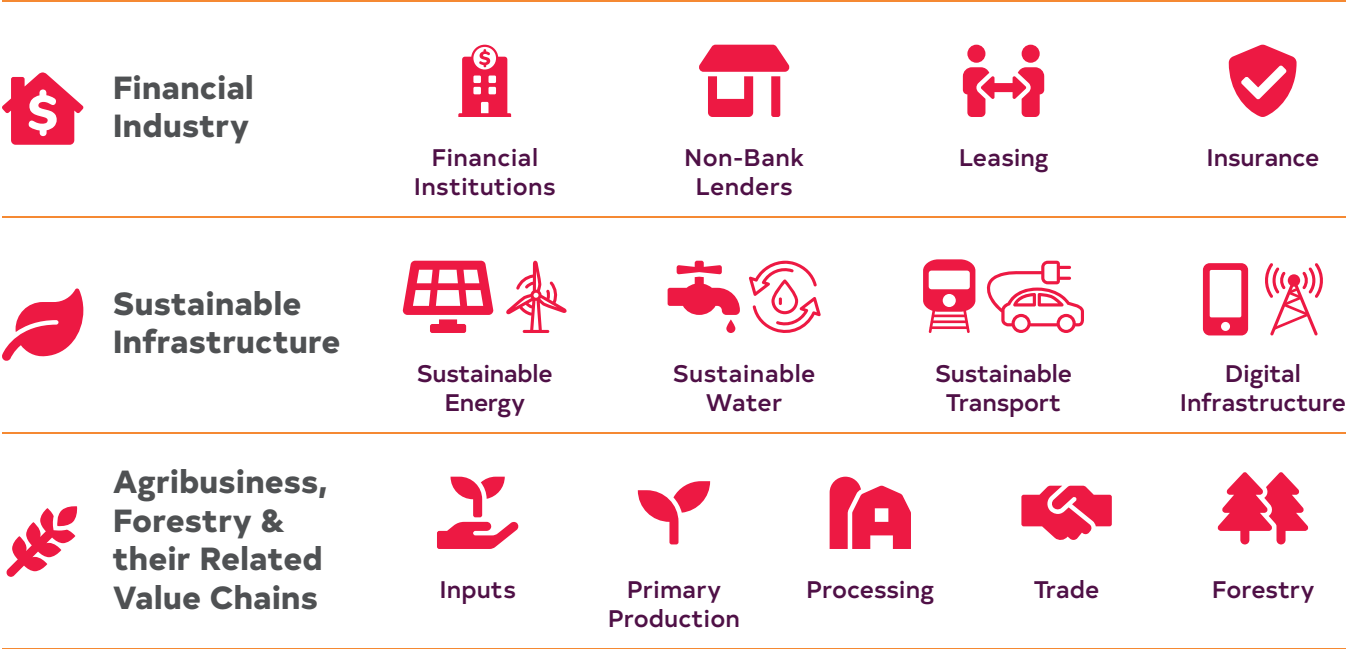 Financial
Industry
Financial
Institutions
Non-Bank
Lenders
Leasing
Insurance
Sustainable
Infrastructure
Sustainable
Energy
Sustainable
Water
Sustainable
Transport
Digital
Infrastructure
Agribusiness,
Forestry &
their Related
Value Chains
Inputs
Primary
Production
Processing
Trade
Forestry